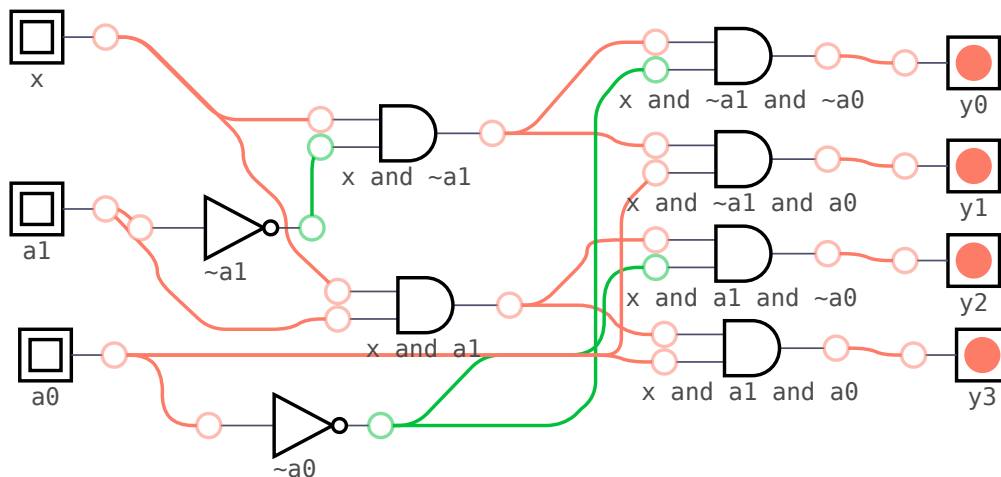 x
x and ~a1 and ~a0
y0
x and ~a1
x and ~a1 and a0
y1
a1
~a1
x and a1 and ~a0
y2
x and a1
a0
x and a1 and a0
y3
~a0